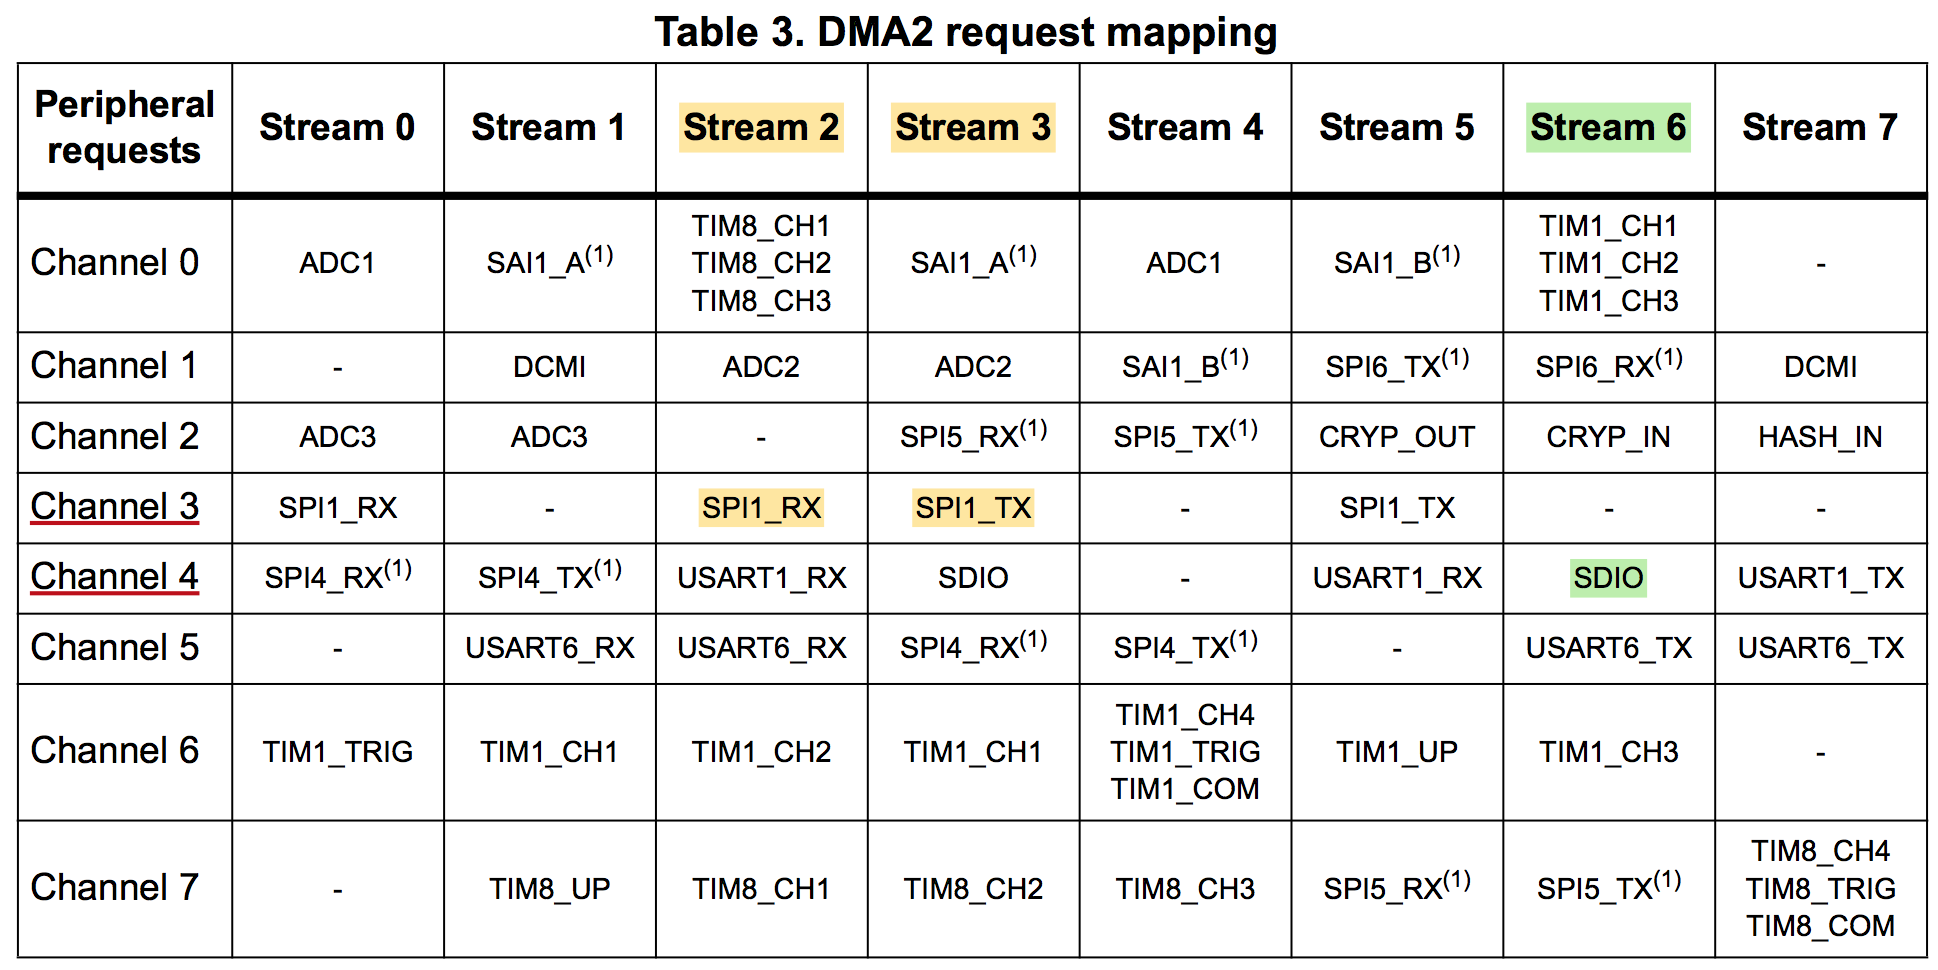 Table 3. DMA2 request mapping
Peripheral requests Stream 0 Stream 1 Stream 2 Stream 3 Stream 4 Stream 5 Stream 6 Stream 7
Channel 0 ADC1 SAI1_A(1) TIM8_CH1 TIM8_CH2 TIM8_CH3 SAI1_A(1) ADC1 SAI1_B(1) TIM1_CH1 TIM1_CH2 TIM1_CH3 -
Channel 1 - DCMI ADC2 ADC2 SAI1_B(1) SPI6_TX(1) SPI6_RX(1) DCMI
Channel 2 ADC3 ADC3 - SPI5_RX(1) SPI5_TX(1) CRYP_OUT CRYP_IN HASH_IN
Channel 3 SPI1_RX - SPI1_RX SPI1_TX - SPI1_TX - -
Channel 4 SPI4_RX(1) SPI4_TX(1) USART1_RX SDIO - USART1_RX SDIO USART1_TX
Channel 5 - USART6_RX USART6_RX SPI4_RX(1) SPI4_TX(1) - USART6_TX USART6_TX
Channel 6 TIM1_TRIG TIM1_CH1 TIM1_CH2 TIM1_CH1 TIM1_CH4 TIM1_TRIG TIM1_COM TIM1_UP TIM1_CH3 -
Channel 7 - TIM8_UP TIM8_CH1 TIM8_CH2 TIM8_CH3 SPI5_RX(1) SPI5_TX(1) TIM8_CH4 TIM8_TRIG TIM8_COM